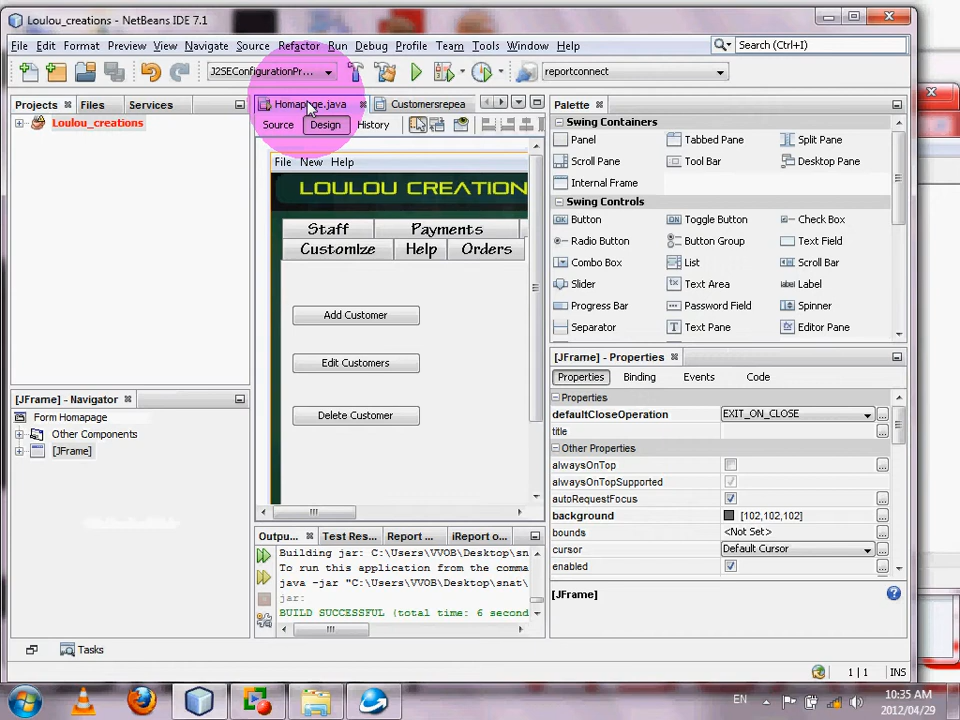 Loulou_creations - NetBeans IDE 7.1
File Edit Format Preview View Navigate Source Refactor Run Debug Profile Team Tools Window Help
Search (Ctrl+I)
J2SEConfigurationPr...
reportconnect
Projects Files Services
Homepage.java
Customersrepea
Palette
Source Design History
Loulou_creations
File New Help
LOULOU CREATION
Staff Payments
Customize Help Orders
Add Customer
Edit Customers
Delete Customer
Swing Containers
Panel Tabbed Pane Split Pane
Scroll Pane Tool Bar Desktop Pane
Internal Frame
Swing Controls
Button Toggle Button Check Box
Radio Button Button Group Text Field
Combo Box List Scroll Bar
Slider Text Area Label
Progress Bar Password Field Spinner
Separator Text Pane Editor Pane
[JFrame] - Properties
Properties Binding Events Code
Properties
defaultCloseOperation EXIT_ON_CLOSE
title
Other Properties
alwaysOnTop
alwaysOnTopSupported
autoRequestFocus
background [102,102,102]
bounds <Not Set>
cursor Default Cursor
enabled
[JFrame]
[JFrame] - Navigator
Form Homepage
Other Components
[JFrame]
Outpu... Test Res... Report ... iReport o...
Building jar: C:\Users\VVOB\Desktop\sn
To run this application from the comma
java -jar "C:\Users\VVOB\Desktop\snat
jar:
BUILD SUCCESSFUL (total time: 6 second
Tasks
1 | 1 INS
EN
10:35 AM
2012/04/29